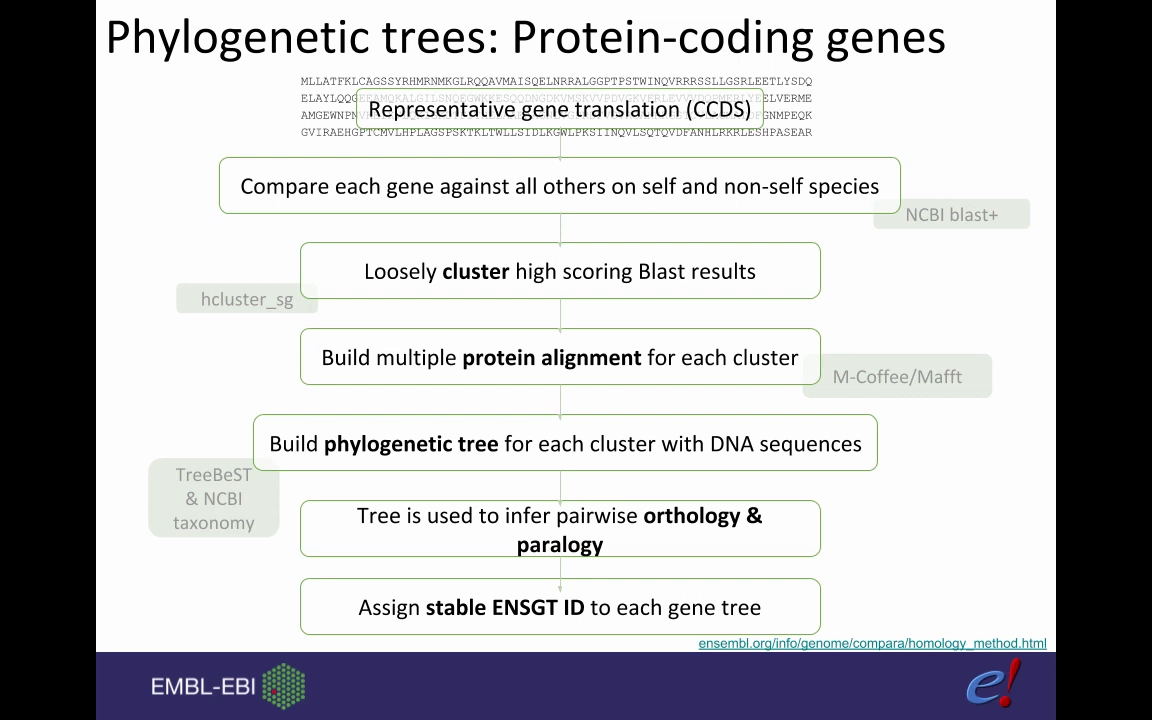 Phylogenetic trees: Protein-coding genes
MLLATFKLCAGSSYRHMRNMKGLRQQAVMAISQELNRRALGGPTPSTWINQVRRRSSLLGSRLEETLYSDQ
ELAYLQQG
ELVERME
Representative gene translation (CCDS)
AMGEWNPN
GNMPEQK
GVIRAEHGPTCMVLHPLAGSPSKTKLTWLLSIDLKGWLPKSIINQVLSQTQVDFANHLRKRLESHPASEAR
Compare each gene against all others on self and non-self species
NCBI blast+
Loosely cluster high scoring Blast results
hcluster_sg
Build multiple protein alignment for each cluster
M-Coffee/Mafft
Build phylogenetic tree for each cluster with DNA sequences
TreeBeST
& NCBI
taxonomy
Tree is used to infer pairwise orthology &
paralogy
Assign stable ENSGT ID to each gene tree
ensembl.org/info/genome/compara/homology_method.html
EMBL-EBI
e!